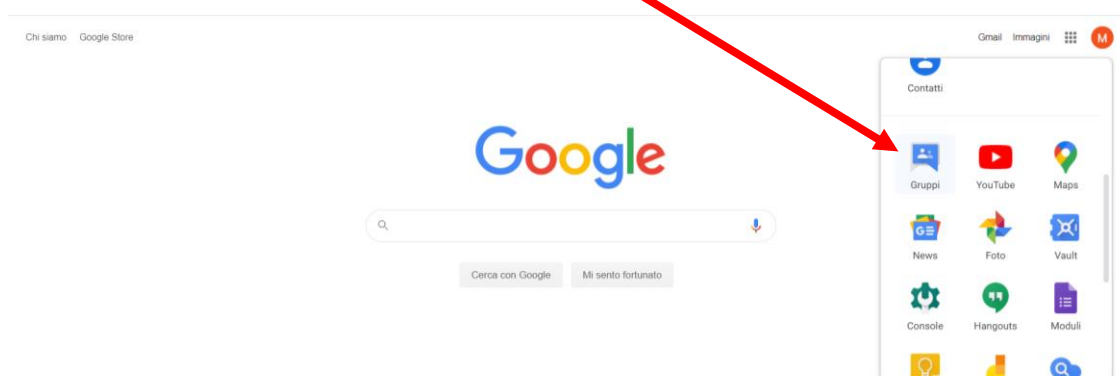 Chi siamo Google Store
Gmail Immagini M
Contatti
Google
Gruppi YouTube Maps
News Foto Vault
Cerca con Google Mi sento fortunato
Console Hangouts Moduli